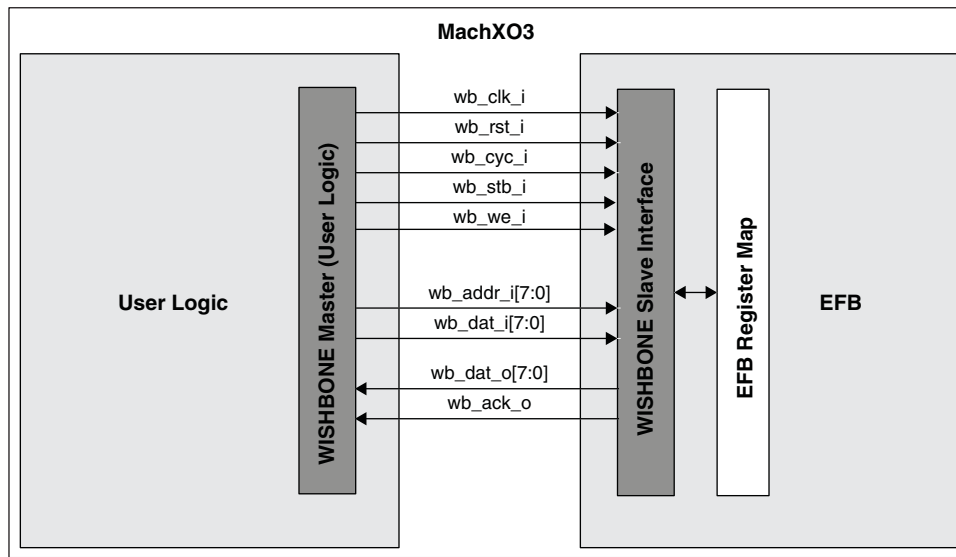 MachXO3
User Logic
WISHBONE Master (User Logic)
wb_clk_i
wb_rst_i
wb_cyc_i
wb_stb_i
wb_we_i
wb_addr_i[7:0]
wb_dat_i[7:0]
wb_dat_o[7:0]
wb_ack_o
WISHBONE Slave Interface
EFB Register Map
EFB